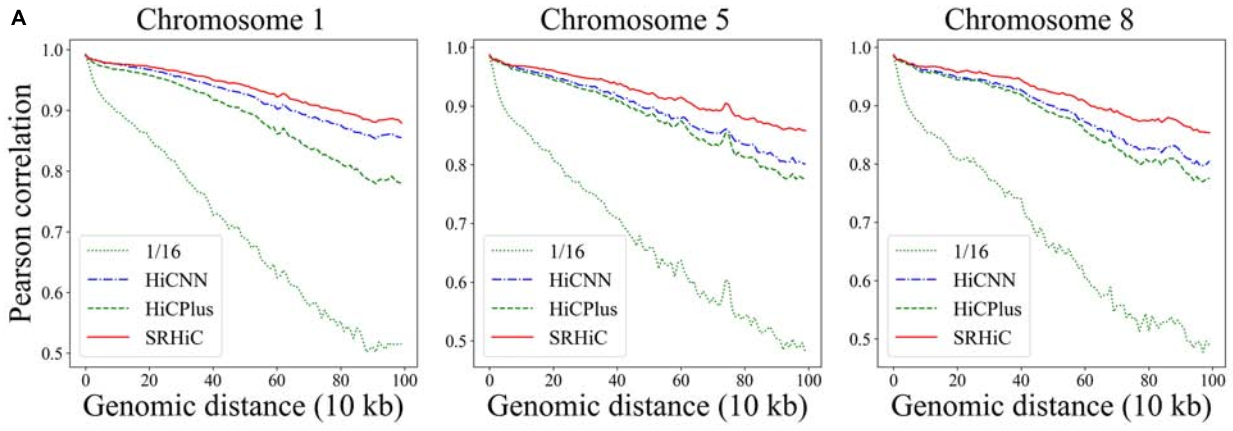 A
Chromosome 1
Chromosome 5
Chromosome 8
Pearson correlation
1.0
0.9
0.8
0.7
0.6
0.5
1/16
HiCNN
HiCPlus
SRHiC
0 20 40 60 80 100
Genomic distance (10 kb)
1.0
0.9
0.8
0.7
0.6
0.5
1/16
HiCNN
HiCPlus
SRHiC
0 20 40 60 80 100
Genomic distance (10 kb)
1.0
0.9
0.8
0.7
0.6
0.5
1/16
HiCNN
HiCPlus
SRHiC
0 20 40 60 80 100
Genomic distance (10 kb)